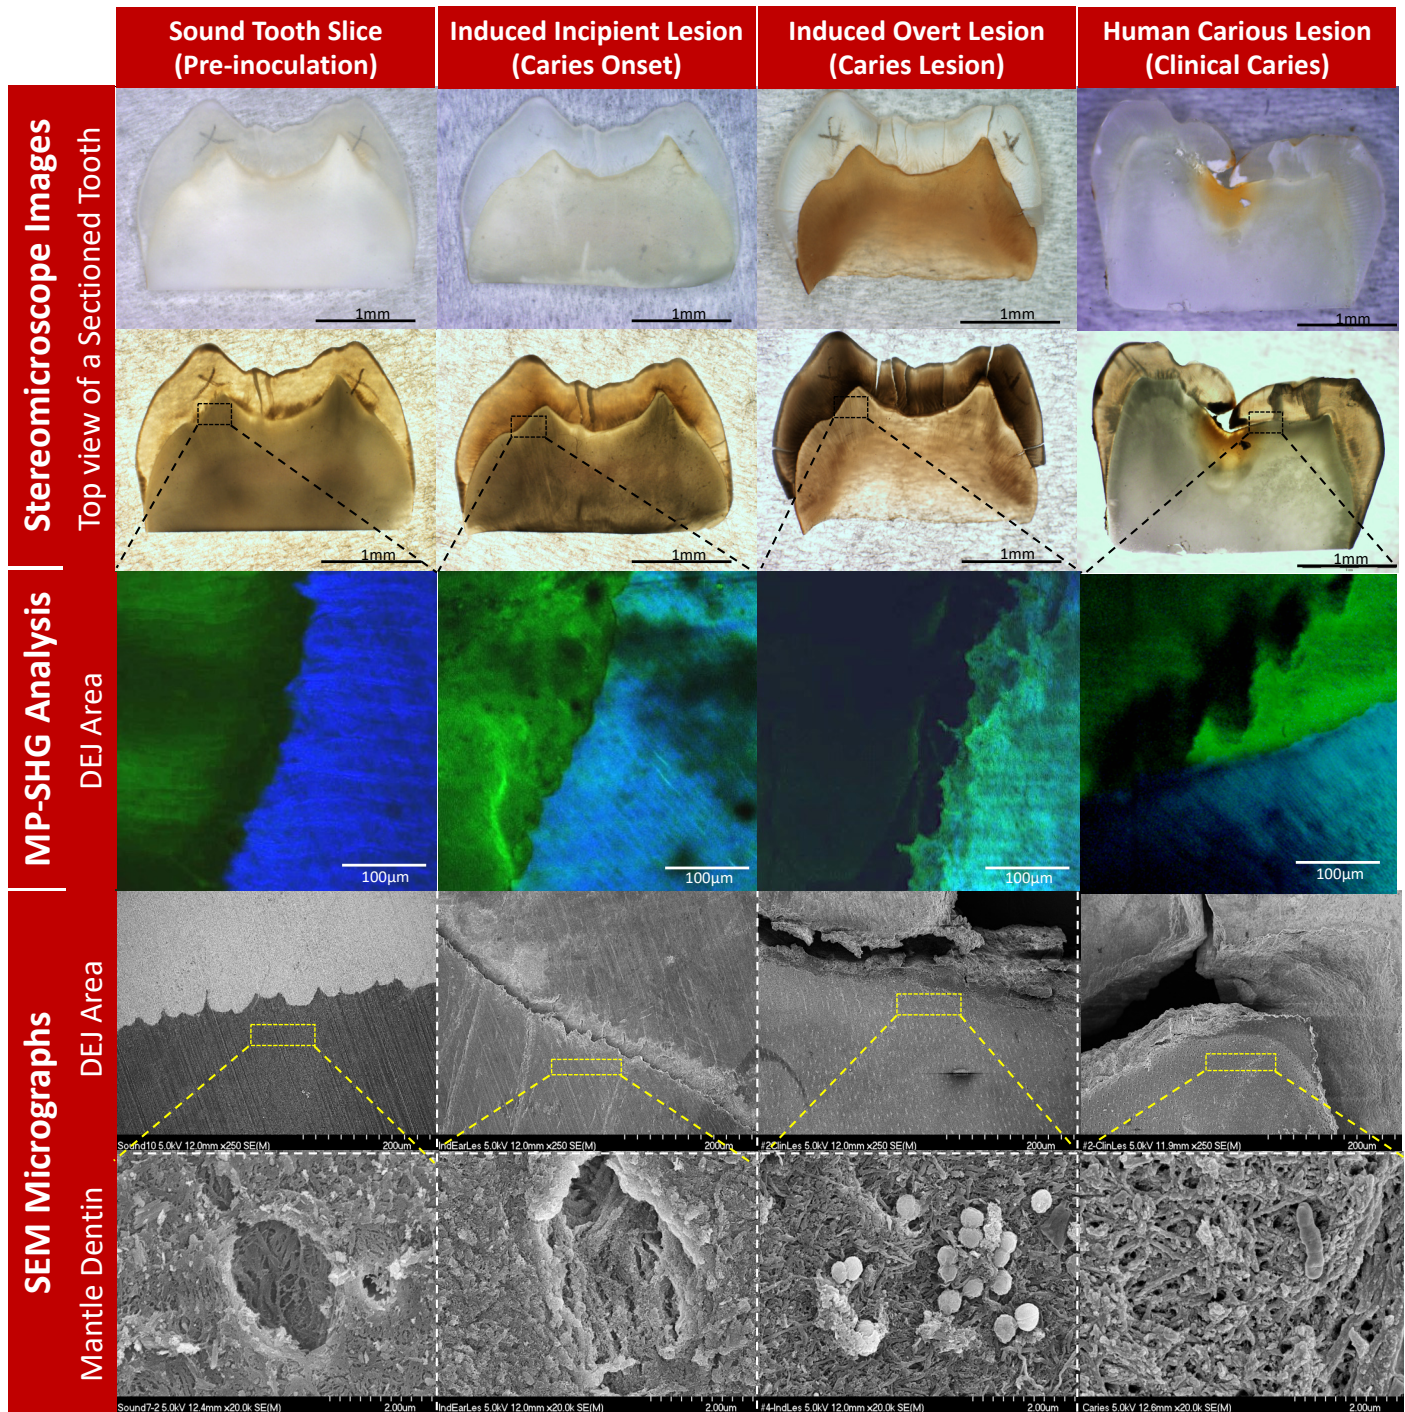 Sound Tooth Slice
(Pre-inoculation)
Induced Incipient Lesion
(Caries Onset)
Induced Overt Lesion
(Caries Lesion)
Human Carious Lesion
(Clinical Caries)
Stereomicroscope Images
Top view of a Sectioned Tooth
1mm
1mm
1mm
1mm
1mm
1mm
1mm
1mm
MP-SHG Analysis
DEJ Area
100µm
100µm
100µm
100µm
SEM Micrographs
DEJ Area
Sound10 5.0kV 12.0mm x250 SE(M) 200um
IndEarLes 5.0kV 12.0mm x250 SE(M) 200um
#2ClinLes 5.0kV 12.0mm x250 SE(M) 200um
#2-ClinLes 5.0kV 11.9mm x250 SE(M) 200um
Mantle Dentin
Sound7-2 5.0kV 12.4mm x20.0k SE(M) 2.00um
IndEarLes 5.0kV 12.0mm x20.0k SE(M) 2.00um
#4-IndLes 5.0kV 12.0mm x20.0k SE(M) 2.00um
Caries 5.0kV 12.6mm x20.0k SE(M) 2.00um